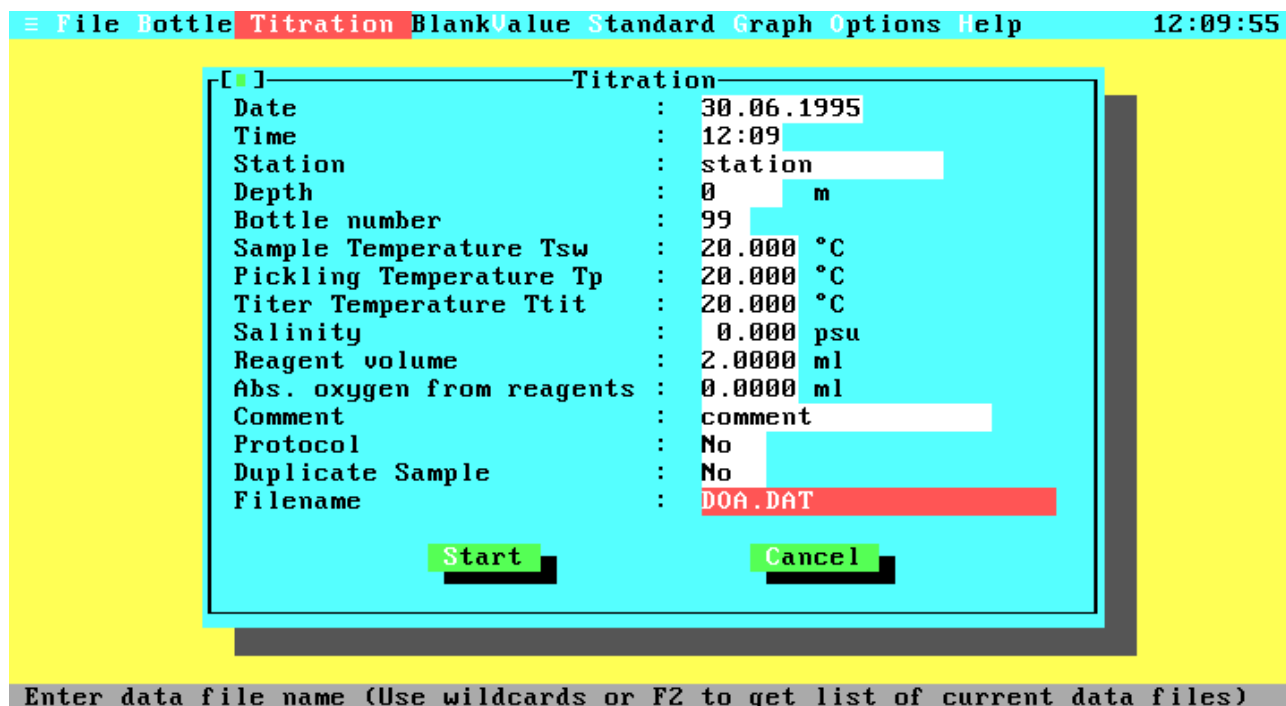 ≡ File Bottle Titration BlankValue Standard Graph Options Help 12:09:55
[■] Titration
Date : 30.06.1995
Time : 12:09
Station : station
Depth : 0 m
Bottle number : 99
Sample Temperature Tsw : 20.000 °C
Pickling Temperature Tp : 20.000 °C
Titer Temperature Ttit : 20.000 °C
Salinity : 0.000 psu
Reagent volume : 2.0000 ml
Abs. oxygen from reagents : 0.0000 ml
Comment : comment
Protocol : No
Duplicate Sample : No
Filename : DOA.DAT
Start Cancel
Enter data file name (Use wildcards or F2 to get list of current data files)